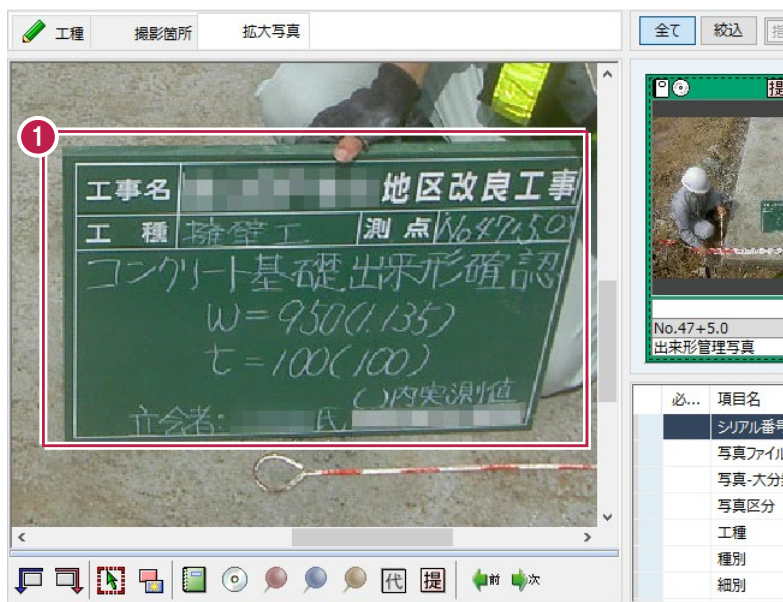 工種
撮影箇所
拡大写真
全て
絞込
1
工事名 地区改良工事
工種 擁壁工 測点 No47+5.0
コンクリート基礎出来形確認
W=950(1.135)
t=100(100)
( )内実測値
立会者: 氏
代
提
前
次
提
No.47+5.0
出来形管理写真
必...
項目名
シリアル番号
写真ファイル
写真-大分
写真区分
工種
種別
細別